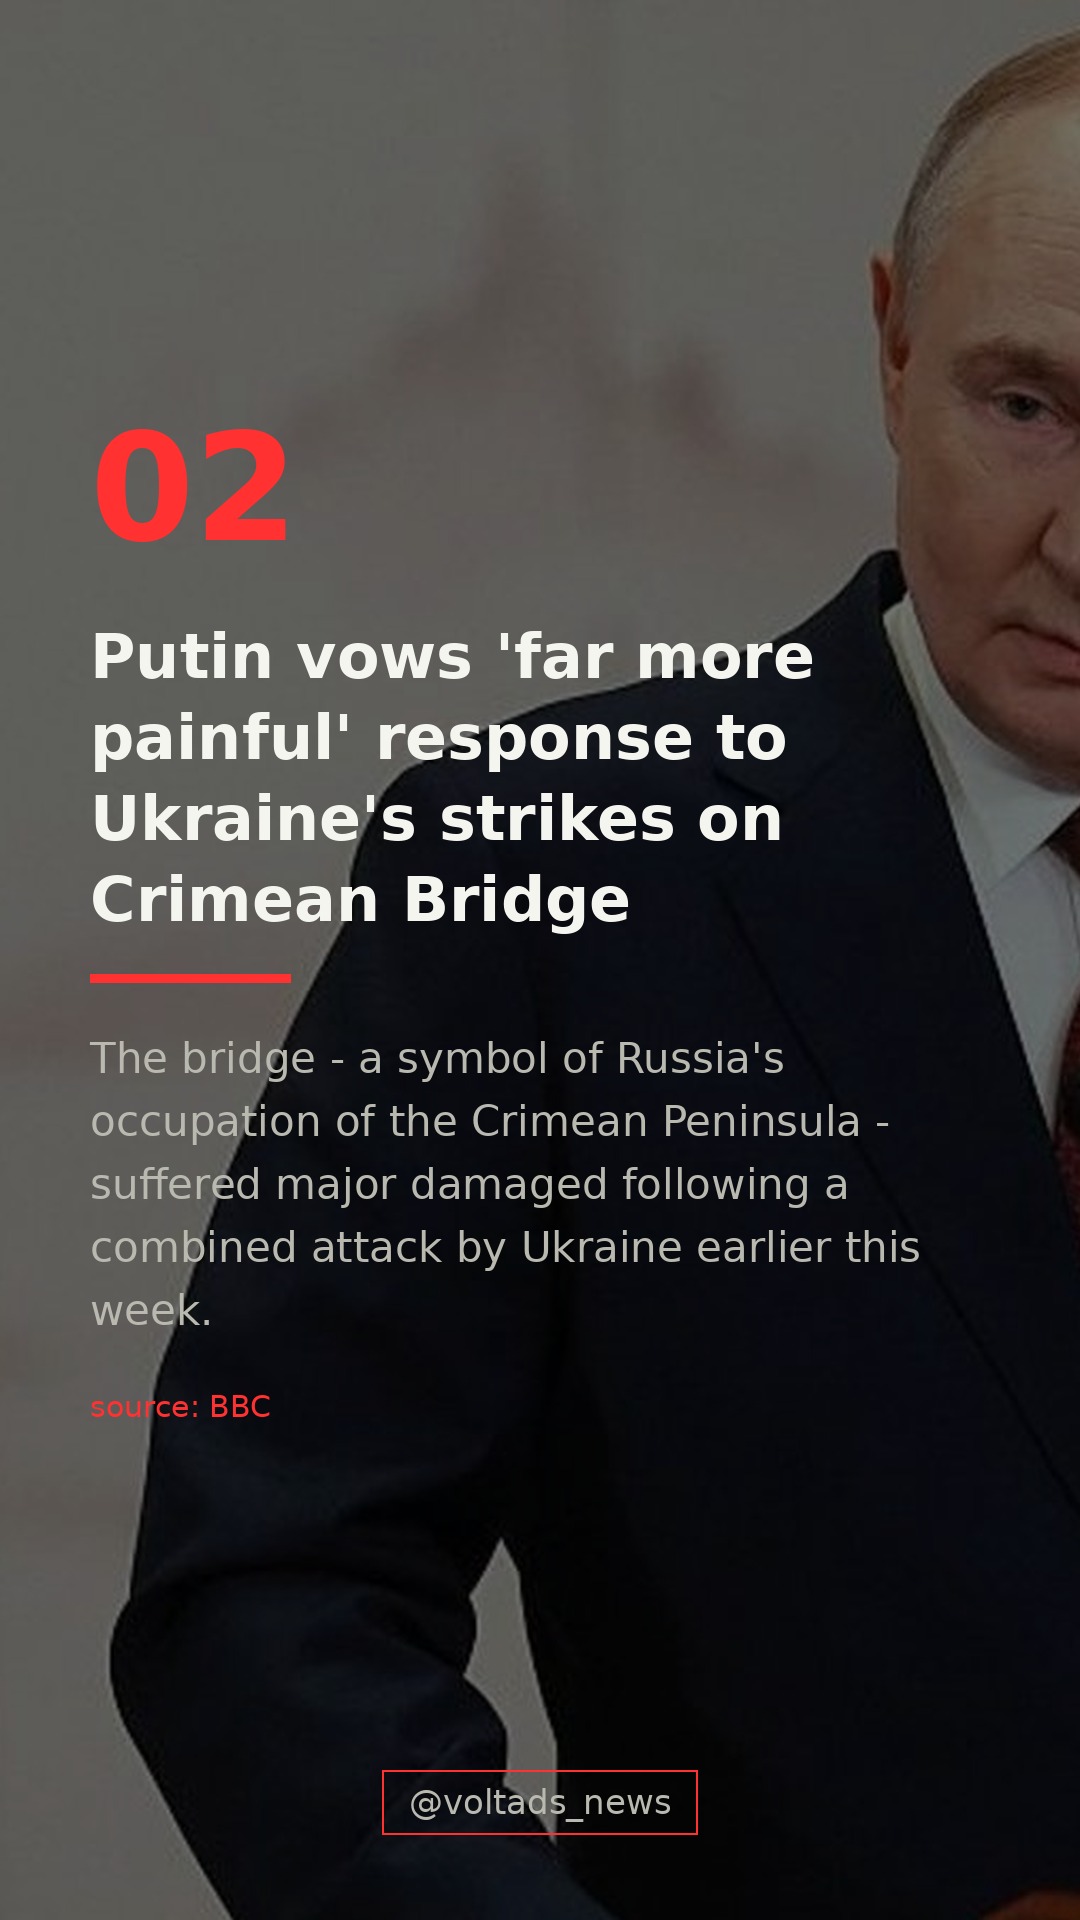 02
Putin vows 'far more
painful' response to
Ukraine's strikes on
Crimean Bridge
The bridge - a symbol of Russia's
occupation of the Crimean Peninsula -
suffered major damaged following a
combined attack by Ukraine earlier this
week.
source: BBC
@voltads_news